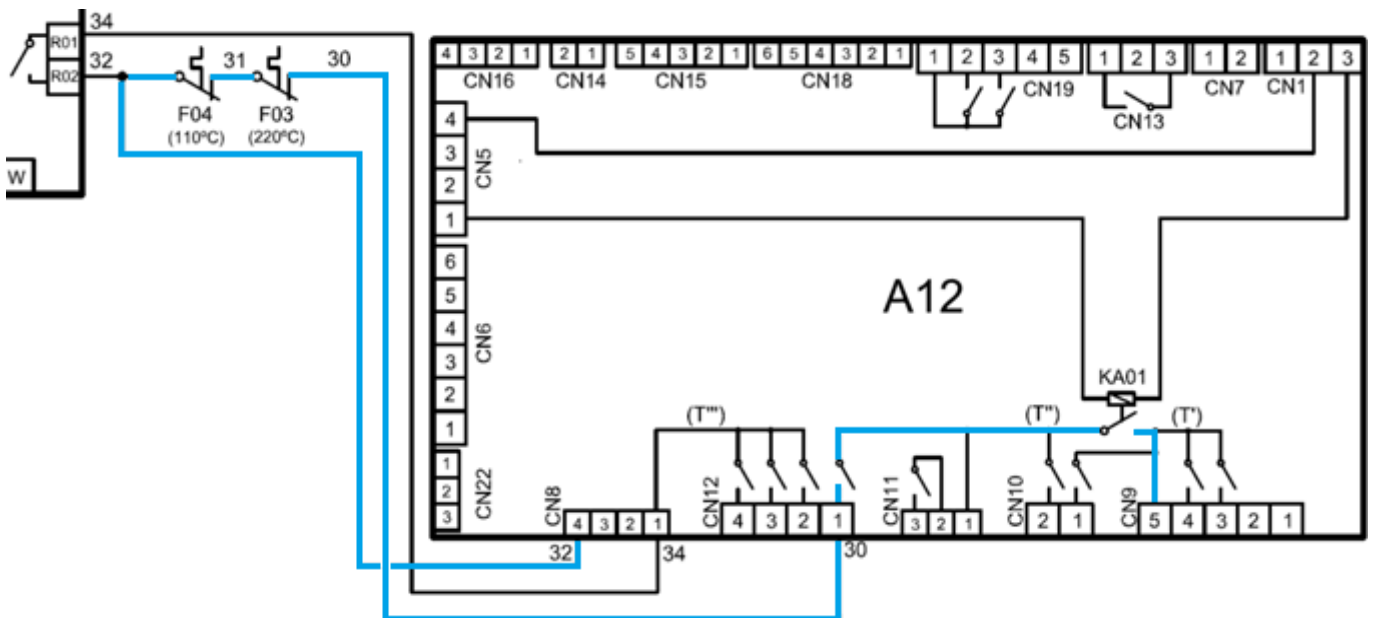 34
R01
32
R02
31
30
F04
(110ºC)
F03
(220ºC)
W
4 3 2 1
CN16
2 1
CN14
5 4 3 2 1
CN15
6 5 4 3 2 1
CN18
1 2 3 4 5
CN19
1 2 3
CN13
1 2
CN7
1 2 3
CN1
4
3
2
1
CN5
6
5
4
3
2
1
CN6
1
2
3
CN22
A12
KA01
(T''')
(T'')
(T')
CN8
4 3 2 1
CN12
4 3 2 1
CN11
3 2 1
CN10
2 1
CN9
5 4 3 2 1
32
34
30